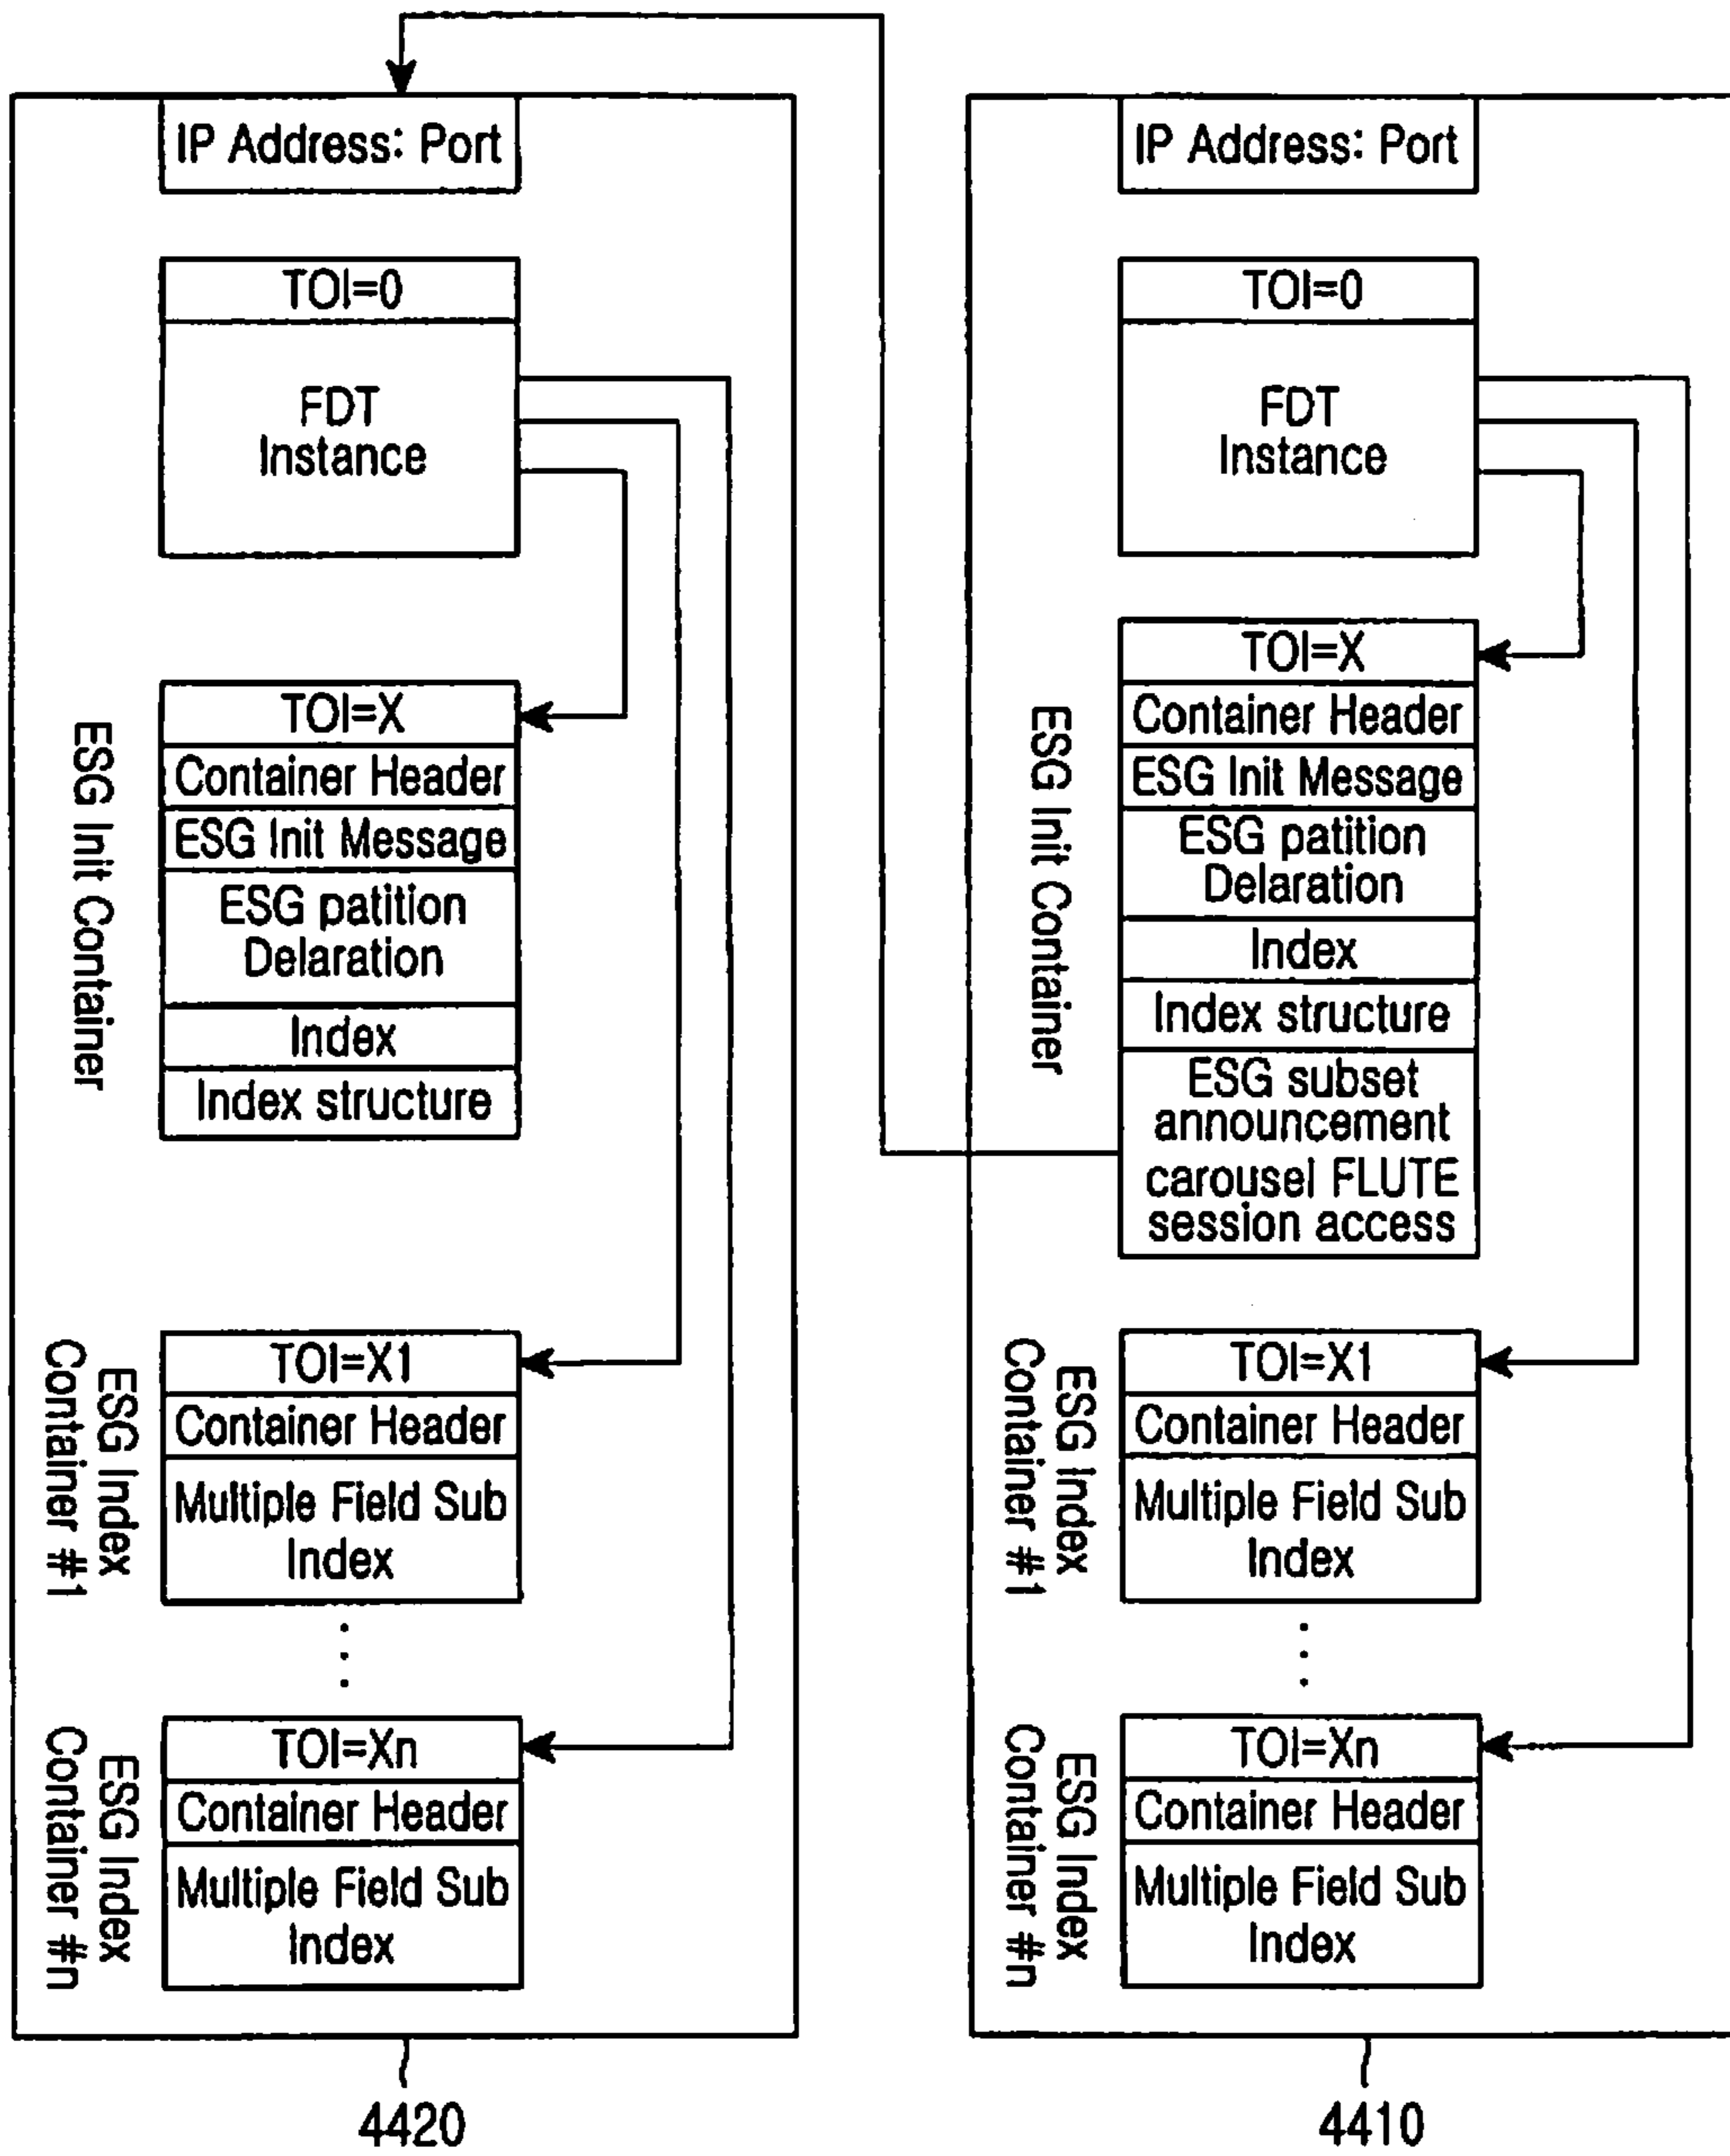 IP Address: Port
TOI=0
FDT
Instance
ESG Init Container
TOI=X
Container Header
ESG Init Message
ESG patition
Delaration
Index
Index structure
ESG Index
Container #1
TOI=X1
Container Header
Multiple Field Sub
Index
ESG Index
Container #n
TOI=Xn
Container Header
Multiple Field Sub
Index
4420
IP Address: Port
TOI=0
FDT
Instance
ESG Init Container
TOI=X
Container Header
ESG Init Message
ESG patition
Delaration
Index
Index structure
ESG subset
announcement
carousel FLUTE
session access
ESG Index
Container #1
TOI=X1
Container Header
Multiple Field Sub
Index
ESG Index
Container #n
TOI=Xn
Container Header
Multiple Field Sub
Index
4410